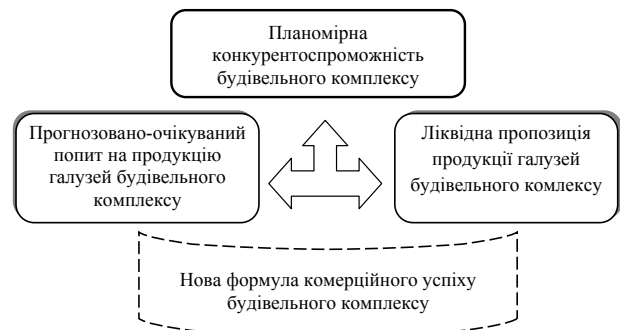 Планомірна
конкурентоспроможність
будівельного комплексу
Прогнозовано-очікуваний
попит на продукцію
галузей будівельного
комплексу
Ліквідна пропозиція
продукції галузей
будівельного комлексу
Нова формула комерційного успіху
будівельного комплексу